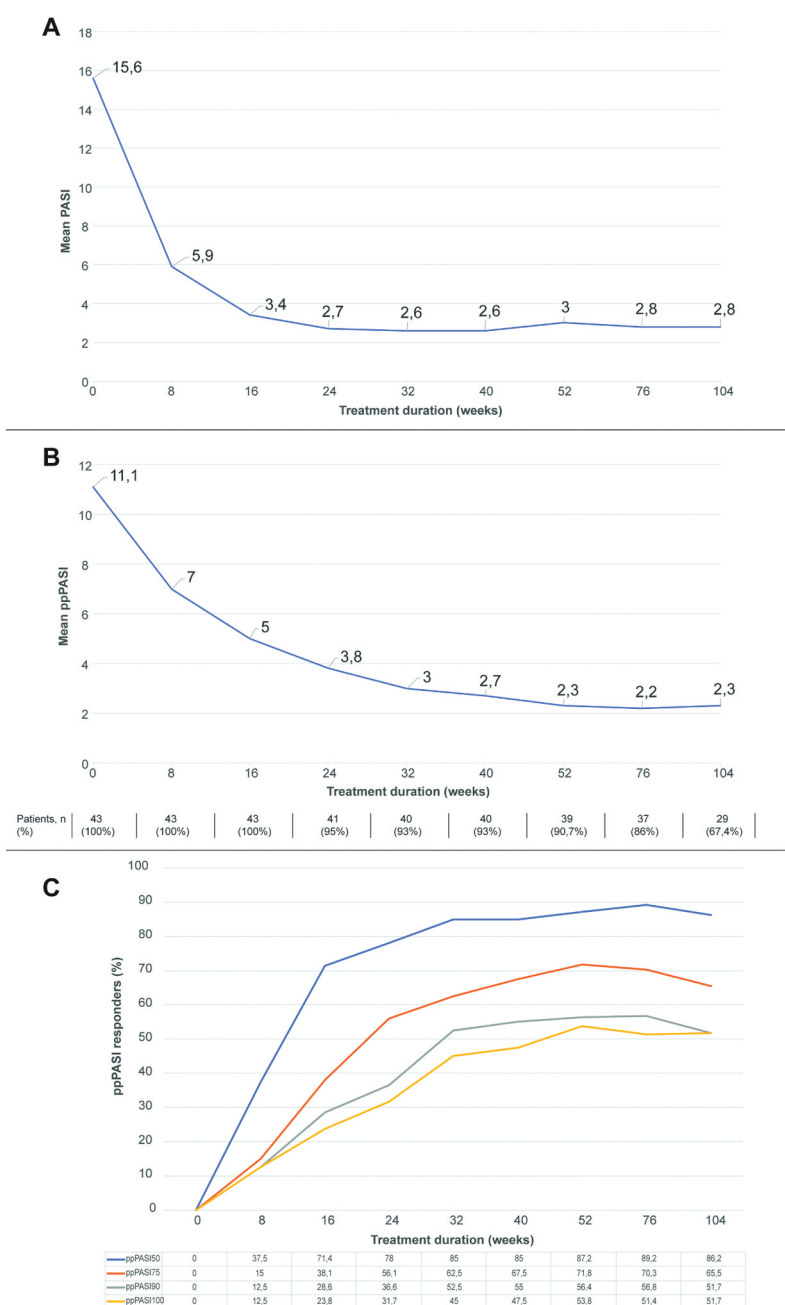 A
18
16
14
12
10
8
6
4
2
0
Mean PASI
15,6
5,9
3,4
2,7
2,6
2,6
3
2,8
2,8
0 8 16 24 32 40 52 76 104
Treatment duration (weeks)
B
12
10
8
6
4
2
0
Mean ppPASI
11,1
7
5
3,8
3
2,7
2,3
2,2
2,3
0 8 16 24 32 40 52 76 104
Treatment duration (weeks)
Patients, n 43 43 43 41 40 40 39 37 29
(%) (100%) (100%) (100%) (95%) (93%) (93%) (90,7%) (86%) (67,4%)
C
100
90
80
70
60
50
40
30
20
10
0
ppPASI responders (%)
0 8 16 24 32 40 52 76 104
Treatment duration (weeks)
ppPASI50 0 37,5 71,4 78 85 85 87,2 89,2 86,2
ppPASI75 0 15 38,1 56,1 62,5 67,5 71,8 70,3 65,5
ppPASI90 0 12,5 28,6 36,6 52,5 55 56,4 56,8 51,7
ppPASI100 0 12,5 23,8 31,7 45 47,5 53,8 51,4 51,7